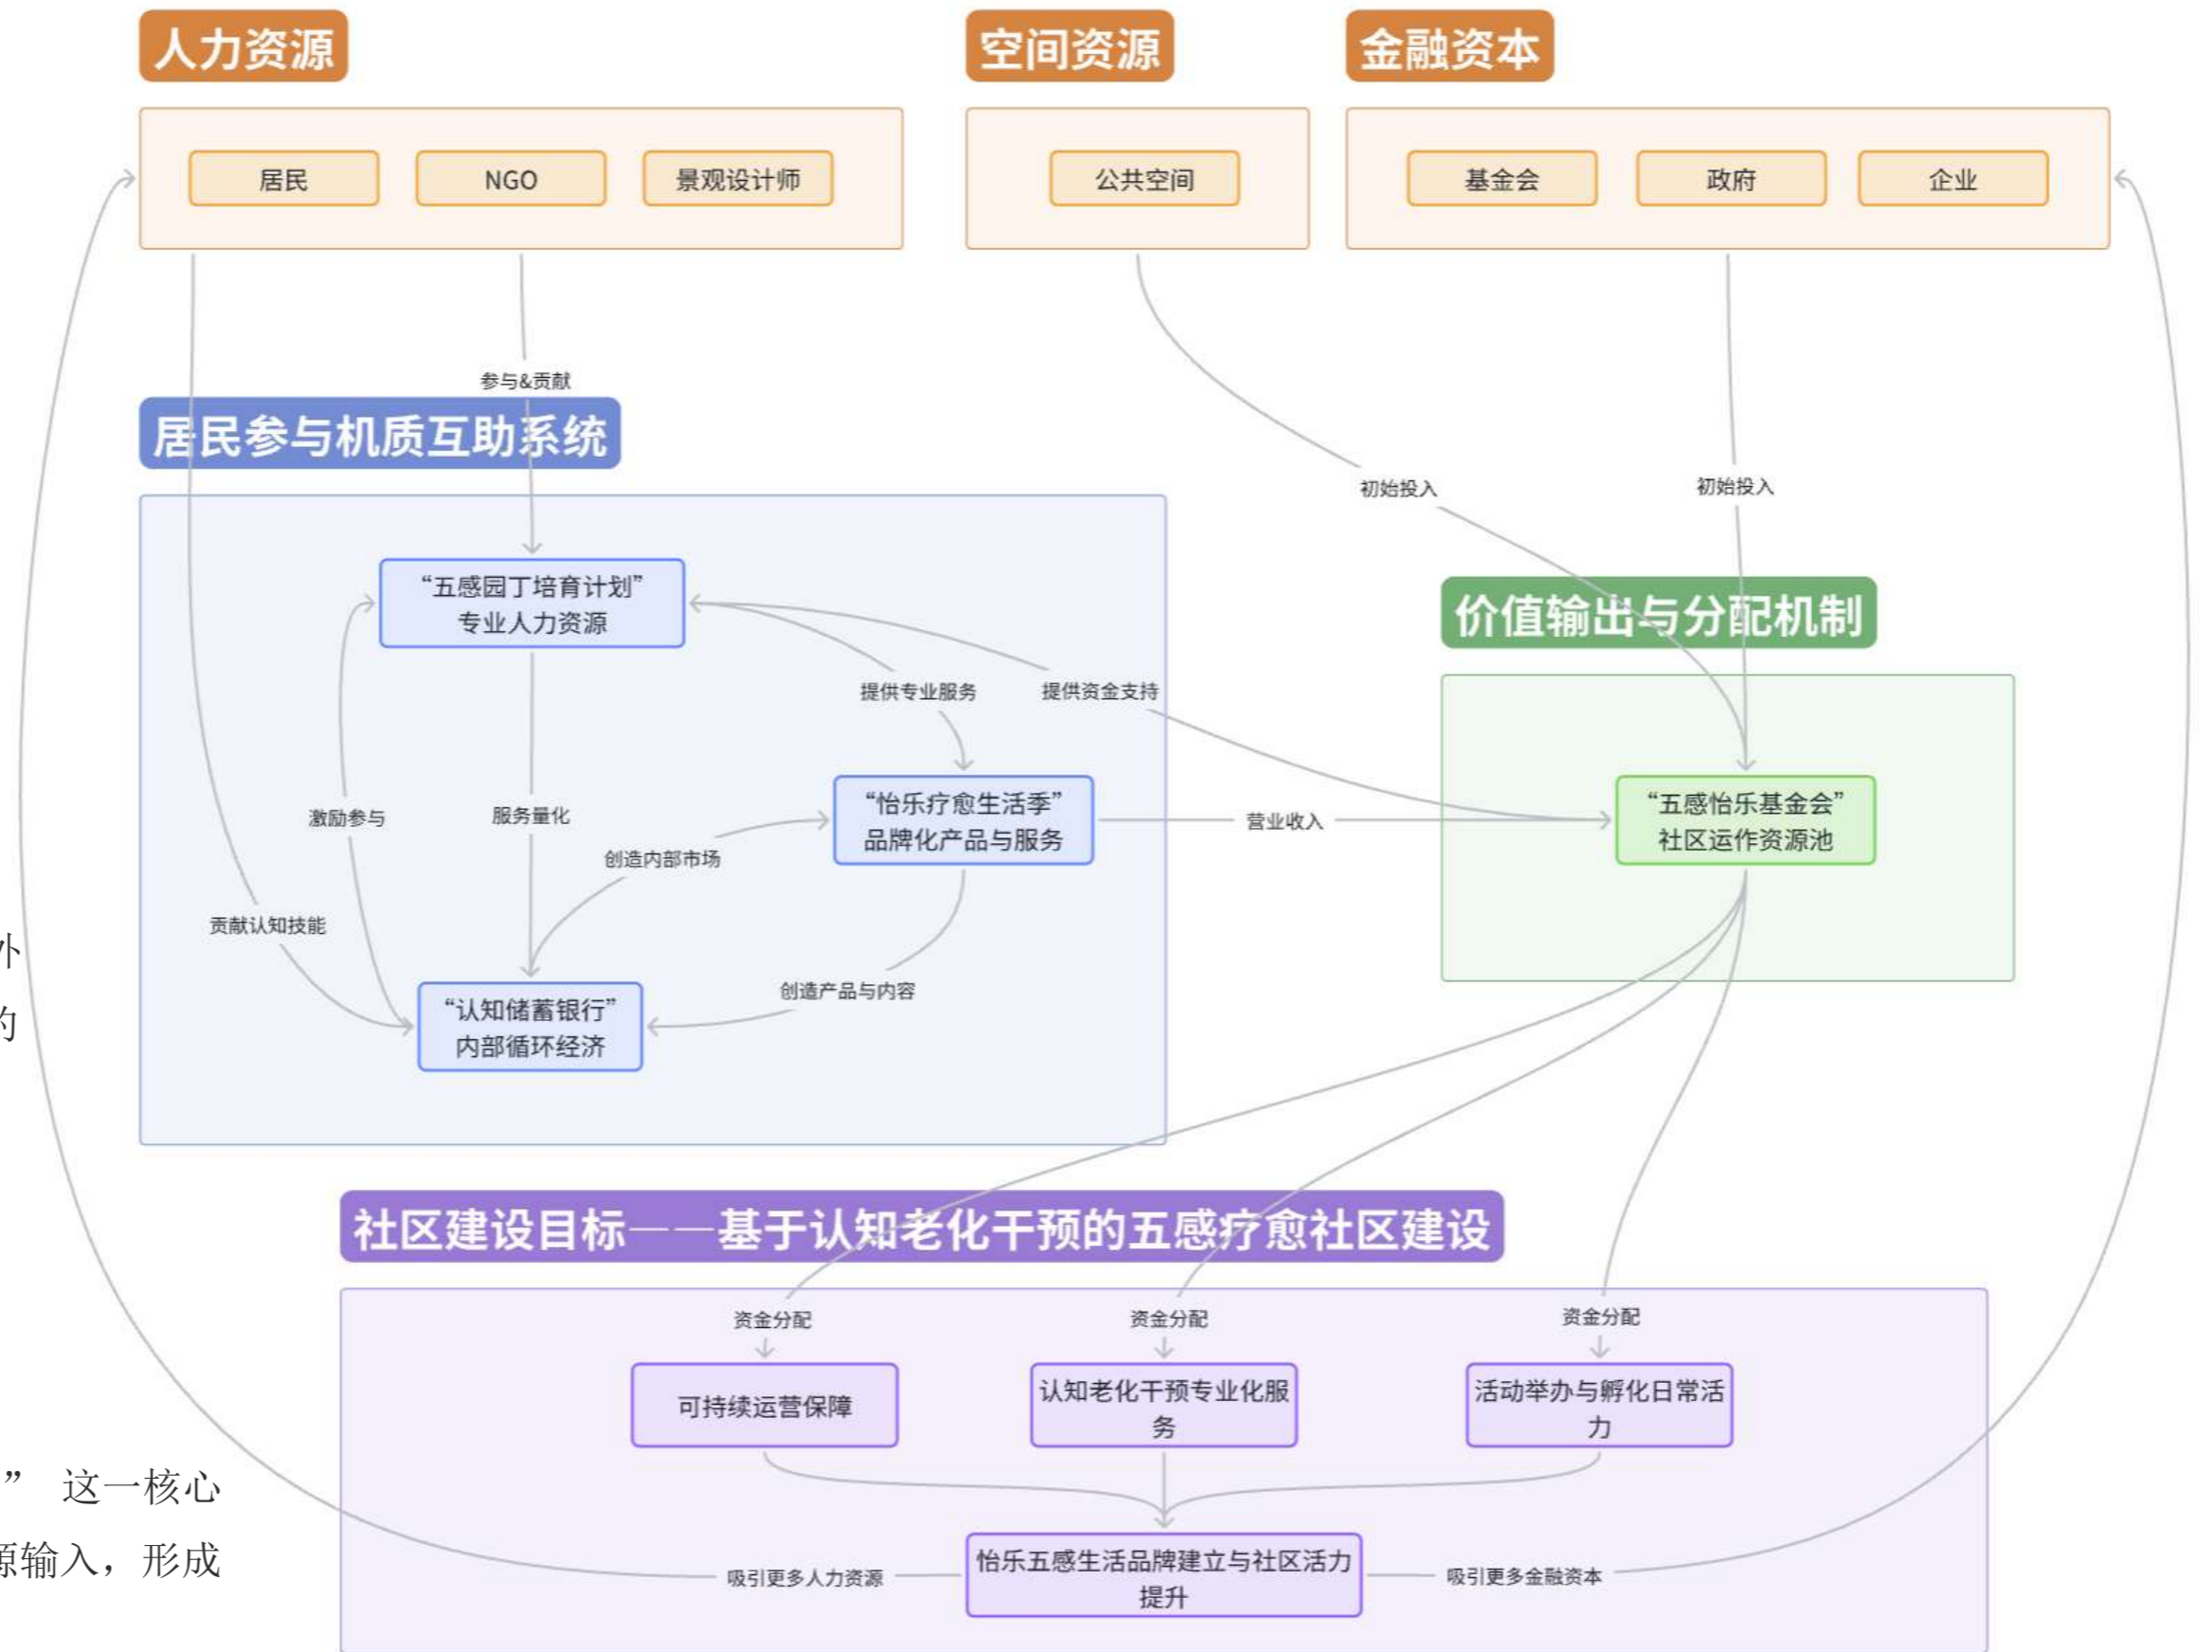 人力资源
空间资源
金融资本
居民
NGO
景观设计师
公共空间
基金会
政府
企业
参与&贡献
居民参与机质互助系统
初始投入
初始投入
“五感园丁培育计划”
专业人力资源
价值输出与分配机制
提供专业服务
提供资金支持
激励参与
服务量化
创造内部市场
“怡乐疗愈生活季”
品牌化产品与服务
营业收入
“五感怡乐基金会”
社区运作资源池
贡献认知技能
外
的
创造产品与内容
“认知储蓄银行”
内部循环经济
社区建设目标——基于认知老化干预的五感疗愈社区建设
资金分配
资金分配
资金分配
可持续运营保障
认知老化干预专业化服
务
活动举办与孵化日常活
力
” 这一核心
源输入，形成
吸引更多人力资源
怡乐五感生活品牌建立与社区活力
提升
吸引更多金融资本